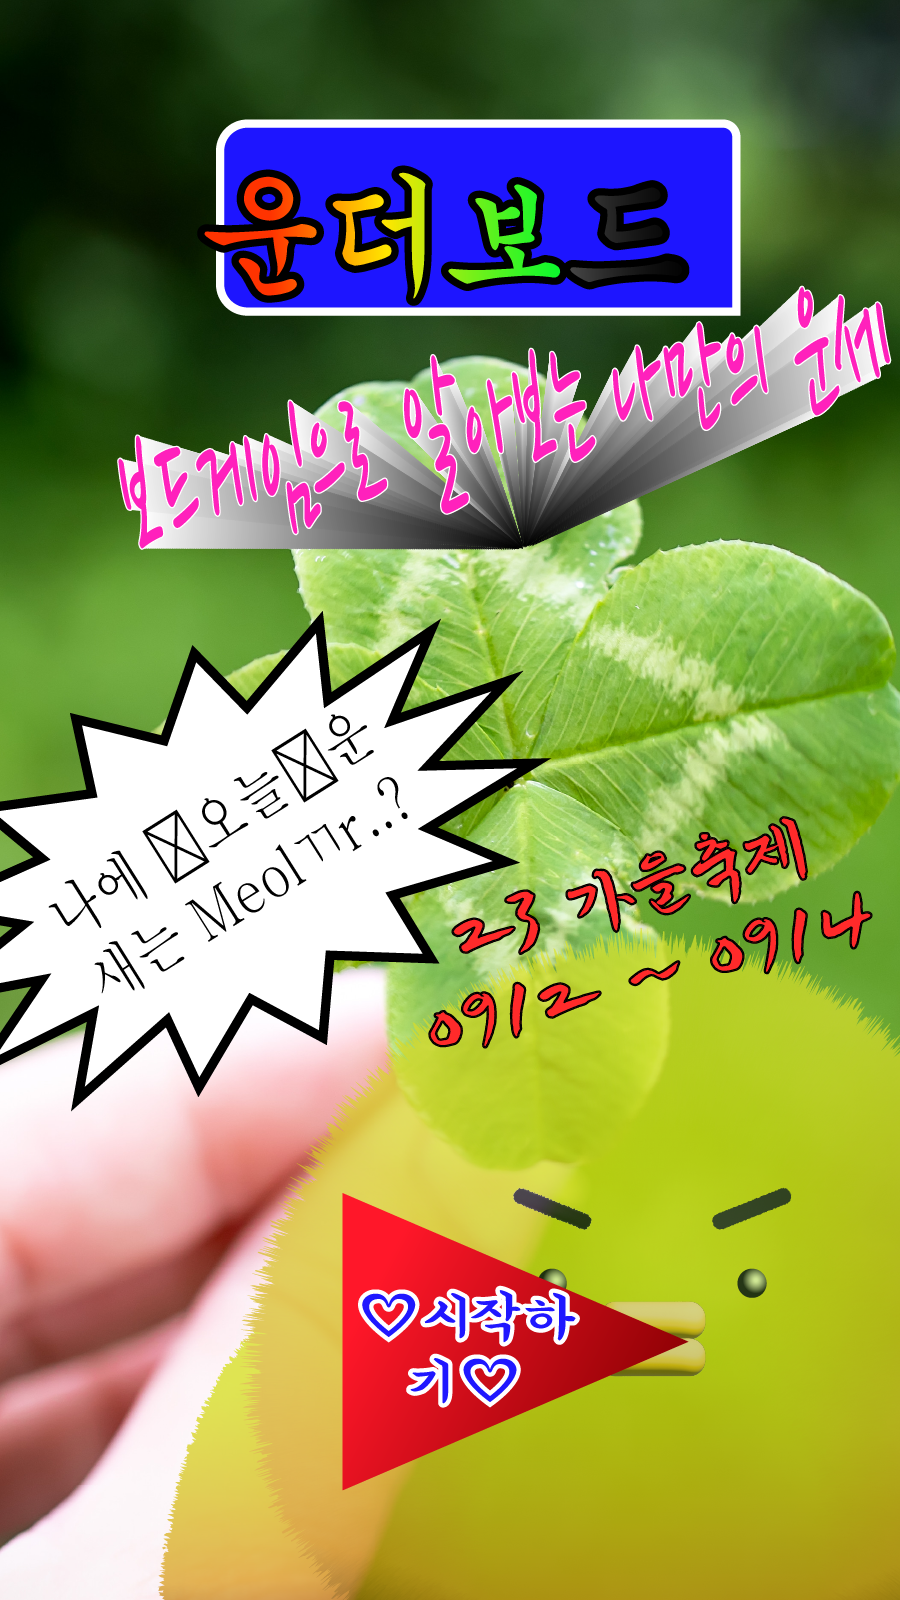 운더보드
보드게임으로 알아보는 나만의 운세
나에 오늘 운
새는 Meolㄲr..?
23 가을축제
0912 ~ 0914
♡시작하
기♡